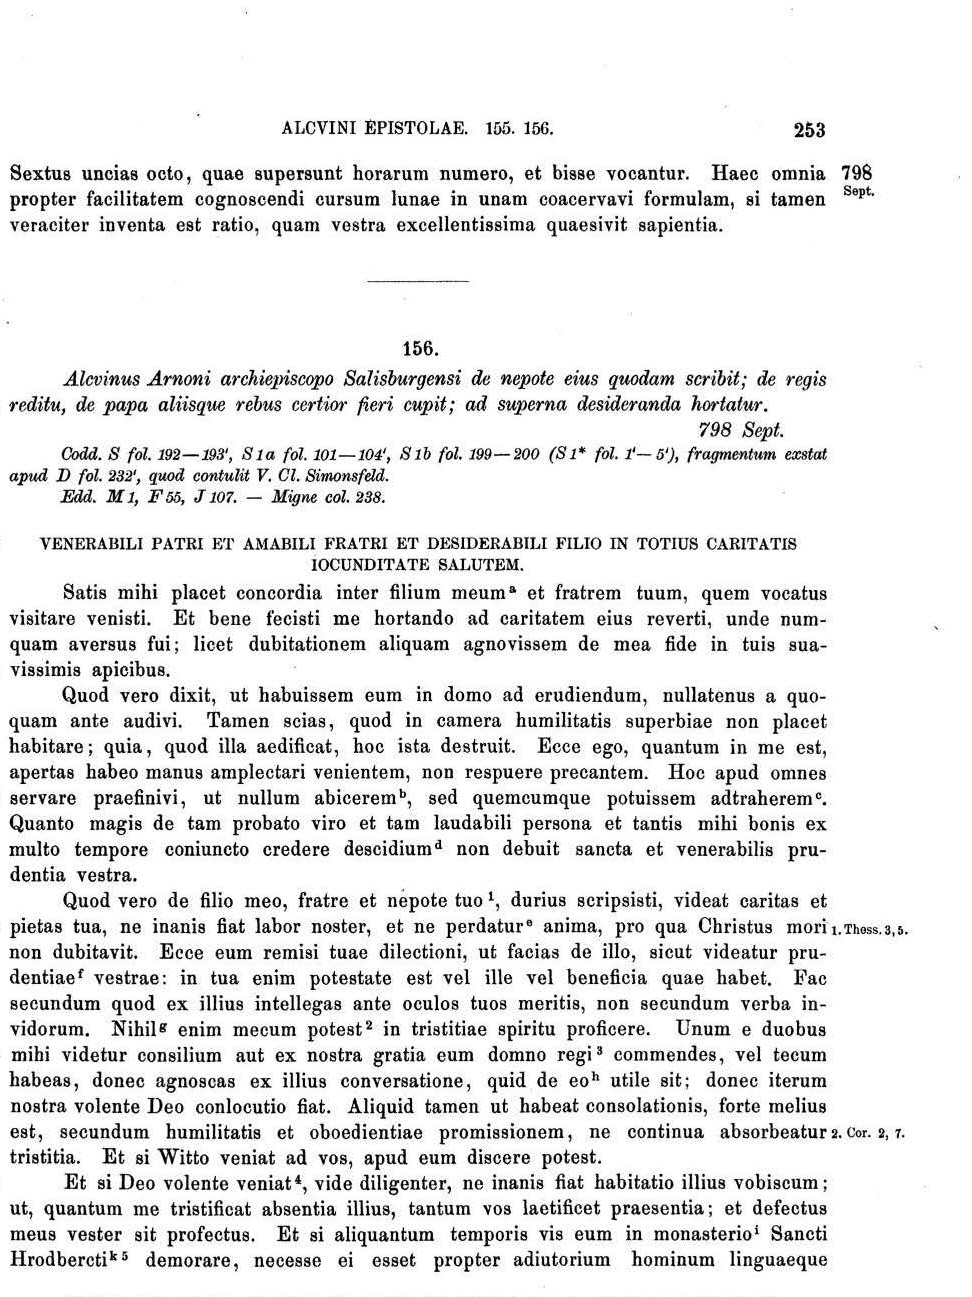 ALCVINI EPISTOLAE. 155. 156. 253
Sextus uncias octo, quae supersunt horarum numero, et bisse vocantur. Haec omnia 798
propter facilitatem cognoscendi cursum lunae in unam coacervavi formulam, si tamen Sept.
veraciter inventa est ratio, quam vestra excellentissima quaesivit sapientia.
156.
Alcvinus Arnoni archiepiscopo Salisburgensi de nepote eius quodam scribit; de regis
reditu, de papa aliisque rebus certior fieri cupit; ad superna desideranda hortatur.
798 Sept.
Codd. S fol. 192—193', S1a fol. 101—104', S1b fol. 199—200 (S1* fol. 1'—5'), fragmentum exstat
apud D fol. 232', quod contulit V. Cl. Simonsfeld.
Edd. M 1, F 55, J 107. — Migne col. 238.
VENERABILI PATRI ET AMABILI FRATRI ET DESIDERABILI FILIO IN TOTIUS CARITATIS
IOCUNDITATE SALUTEM.
Satis mihi placet concordia inter filium meum ᵃ et fratrem tuum, quem vocatus
visitare venisti. Et bene fecisti me hortando ad caritatem eius reverti, unde num-
quam aversus fui; licet dubitationem aliquam agnovissem de mea fide in tuis sua-
vissimis apicibus.
Quod vero dixit, ut habuissem eum in domo ad erudiendum, nullatenus a quo-
quam ante audivi. Tamen scias, quod in camera humilitatis superbiae non placet
habitare; quia, quod illa aedificat, hoc ista destruit. Ecce ego, quantum in me est,
apertas habeo manus amplectari venientem, non respuere precantem. Hoc apud omnes
servare praefinivi, ut nullum abicerem ᵇ, sed quemcumque potuissem adtraherem ᶜ.
Quanto magis de tam probato viro et tam laudabili persona et tantis mihi bonis ex
multo tempore coniuncto credere descidium ᵈ non debuit sancta et venerabilis pru-
dentia vestra.
Quod vero de filio meo, fratre et nepote tuo ¹, durius scripsisti, videat caritas et
pietas tua, ne inanis fiat labor noster, et ne perdatur ᵉ anima, pro qua Christus mori 1. Thess. 3, 5.
non dubitavit. Ecce eum remisi tuae dilectioni, ut facias de illo, sicut videatur pru-
dentiae ᶠ vestrae: in tua enim potestate est vel ille vel beneficia quae habet. Fac
secundum quod ex illius intellegas ante oculos tuos meritis, non secundum verba in-
vidorum. Nihil ᵍ enim mecum potest ² in tristitiae spiritu proficere. Unum e duobus
mihi videtur consilium aut ex nostra gratia eum domno regi ³ commendes, vel tecum
habeas, donec agnoscas ex illius conversatione, quid de eo ʰ utile sit; donec iterum
nostra volente Deo conlocutio fiat. Aliquid tamen ut habeat consolationis, forte melius
est, secundum humilitatis et oboedientiae promissionem, ne continua absorbeatur 2. Cor. 2, 7.
tristitia. Et si Witto veniat ad vos, apud eum discere potest.
Et si Deo volente veniat ⁴, vide diligenter, ne inanis fiat habitatio illius vobiscum;
ut, quantum me tristificat absentia illius, tantum vos laetificet praesentia; et defectus
meus vester sit profectus. Et si aliquantum temporis vis eum in monasterio ⁱ Sancti
Hrodbercti ᵏ ⁵ demorare, necesse ei esset propter adiutorium hominum linguaeque